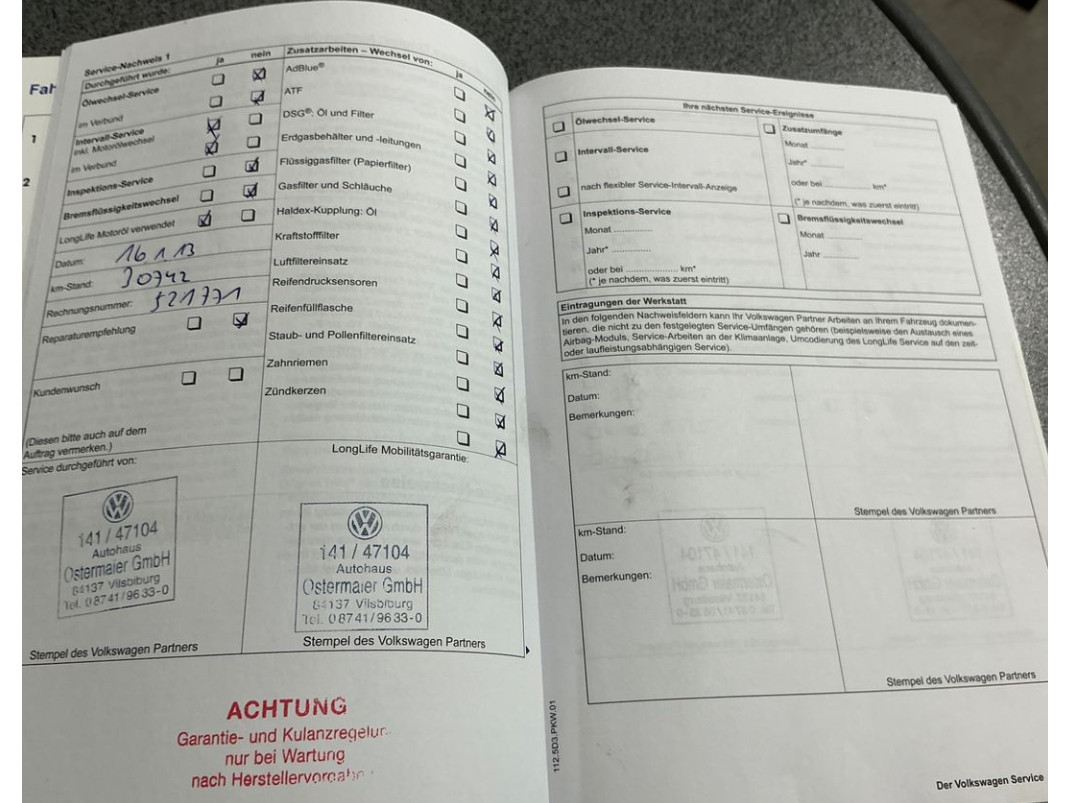 Fah
1
2
Service-Nachweis 1
ja
nein
Durchgeführt wurde:
Ölwechsel-Service
im Verbund
Intervall-Service
inkl. Motorölwechsel
im Verbund
Inspektions-Service
Bremsflüssigkeitswechsel
LongLife Motoröl verwendet
Datum: 16 1 13
km-Stand: 30742
Rechnungsnummer: 521771
Reparaturempfehlung
Kundenwunsch
(Diesen bitte auch auf dem
Auftrag vermerken.)
Service durchgeführt von:
141 / 47104
Autohaus
Ostermaier GmbH
84137 Vilsbiburg
Tel. 08741/9633-0
Stempel des Volkswagen Partners
Zusatzarbeiten – Wechsel von:
ja
nein
AdBlue®
ATF
DSG®: Öl und Filter
Erdgasbehälter und -leitungen
Flüssiggasfilter (Papierfilter)
Gasfilter und Schläuche
Haldex-Kupplung: Öl
Kraftstofffilter
Luftfiltereinsatz
Reifendrucksensoren
Reifenfüllflasche
Staub- und Pollenfiltereinsatz
Zahnriemen
Zündkerzen
LongLife Mobilitätsgarantie:
141 / 47104
Autohaus
Ostermaier GmbH
84137 Vilsbiburg
Tel. 08741/9633-0
Stempel des Volkswagen Partners
ACHTUNG
Garantie- und Kulanzregelun
nur bei Wartung
nach Herstellervorgabe
Ihre nächsten Service-Ereignisse
Ölwechsel-Service
Intervall-Service
nach flexibler Service-Intervall-Anzeige
Inspektions-Service
Monat ............
Jahr* ............
oder bei ................ km*
(* je nachdem, was zuerst eintritt)
Zusatzumfänge
Monat ............
Jahr* ............
oder bei ............ km*
(* je nachdem, was zuerst eintritt)
Bremsflüssigkeitswechsel
Monat ............
Jahr ............
Eintragungen der Werkstatt
In den folgenden Nachweisfeldern kann Ihr Volkswagen Partner Arbeiten an Ihrem Fahrzeug dokumen-
tieren, die nicht zu den festgelegten Service-Umfängen gehören (beispielsweise den Austausch eines
Airbag-Moduls, Service-Arbeiten an der Klimaanlage, Umcodierung des LongLife Service auf den zeit-
oder laufleistungsabhängigen Service).
km-Stand:
Datum:
Bemerkungen:
Stempel des Volkswagen Partners
km-Stand:
Datum:
Bemerkungen:
Stempel des Volkswagen Partners
112.5D3.PKW.01
Der Volkswagen Service